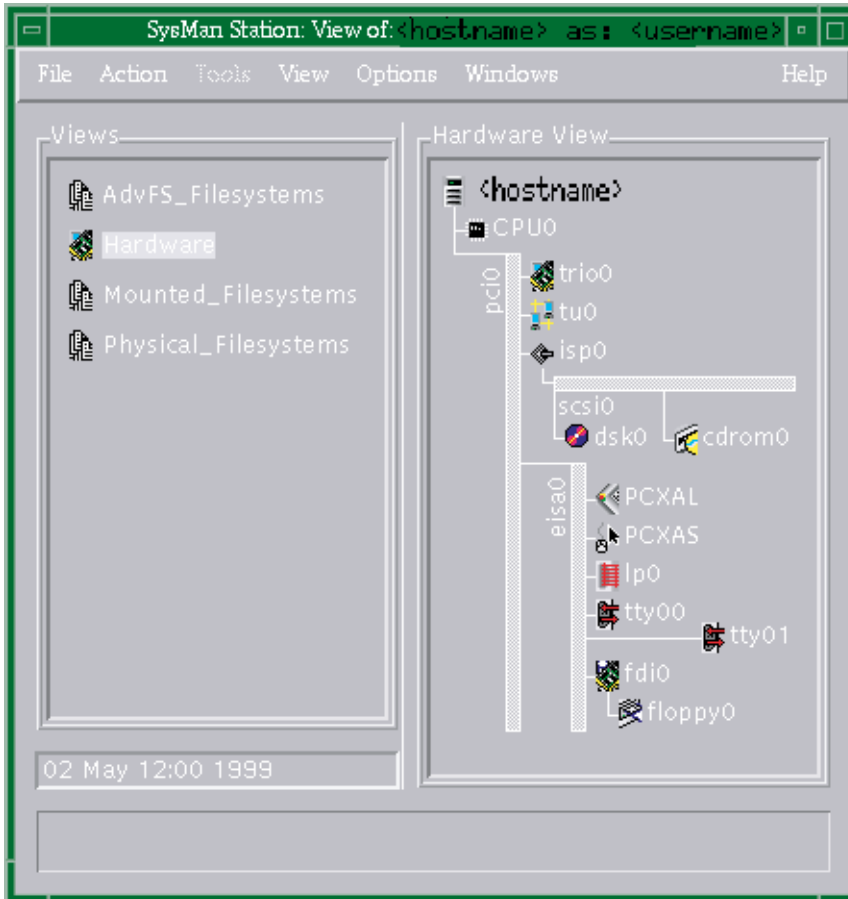 SysMan Station: View of:<hostname> as: <username>
File Action Tools View Options Windows Help
Views
AdvFS_Filesystems
Hardware
Mounted_Filesystems
Physical_Filesystems
02 May 12:00 1999
Hardware View
<hostname>
CPU0
pci0
trio0
tu0
isp0
scsi0
dsk0 cdrom0
eisa0
PCXAL
PCXAS
lp0
tty00
tty01
fdi0
floppy0